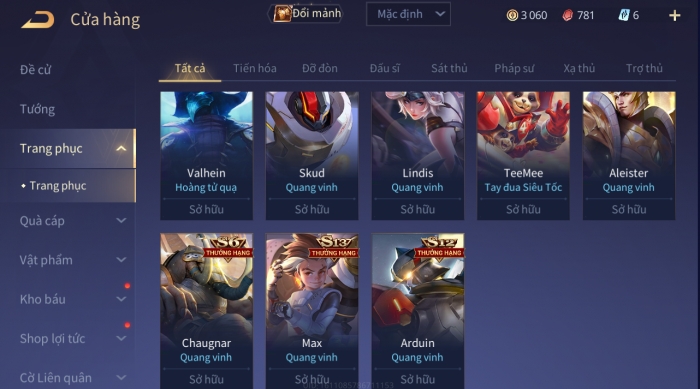 Cửa hàng
Đổi mảnh
Mặc định
3 060
781
6
Đề cử
Tướng
Trang phục
Trang phục
Quà cáp
Vật phẩm
Kho báu
Shop lợi tức
Cờ Liên quân
Tất cả
Tiến hóa
Đỡ đòn
Đấu sĩ
Sát thủ
Pháp sư
Xạ thủ
Trợ thủ
Valhein
Hoàng tử quạ
Sở hữu
Skud
Quang vinh
Sở hữu
Lindis
Quang vinh
Sở hữu
TeeMee
Tay đua Siêu Tốc
Sở hữu
Aleister
Quang vinh
Sở hữu
S6
THƯỞNG HẠNG
Chaugnar
Quang vinh
Sở hữu
S13
THƯỞNG HẠNG
Max
Quang vinh
Sở hữu
S12
THƯỞNG HẠNG
Arduin
Quang vinh
Sở hữu